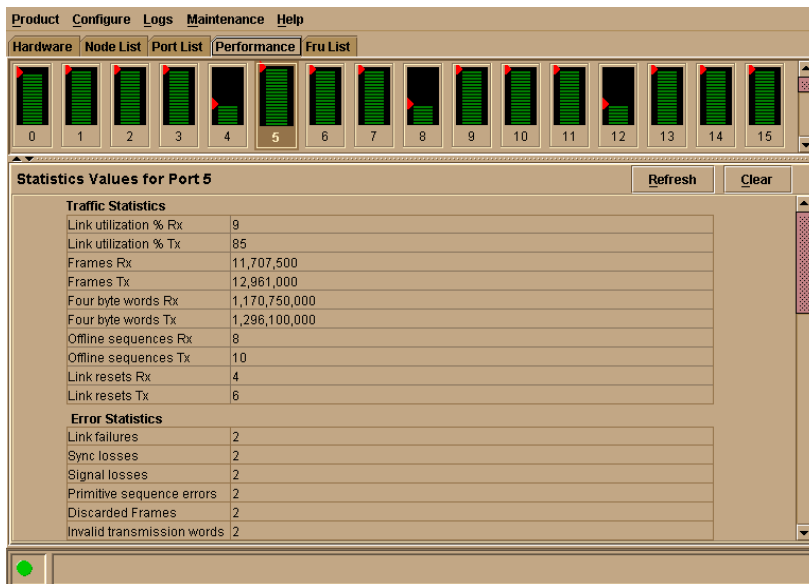 Product Configure Logs Maintenance Help
Hardware Node List Port List Performance Fru List
0 1 2 3 4 5 6 7 8 9 10 11 12 13 14 15
Statistics Values for Port 5 Refresh Clear
Traffic Statistics
Link utilization % Rx 9
Link utilization % Tx 85
Frames Rx 11,707,500
Frames Tx 12,961,000
Four byte words Rx 1,170,750,000
Four byte words Tx 1,296,100,000
Offline sequences Rx 8
Offline sequences Tx 10
Link resets Rx 4
Link resets Tx 6
Error Statistics
Link failures 2
Sync losses 2
Signal losses 2
Primitive sequence errors 2
Discarded Frames 2
Invalid transmission words 2